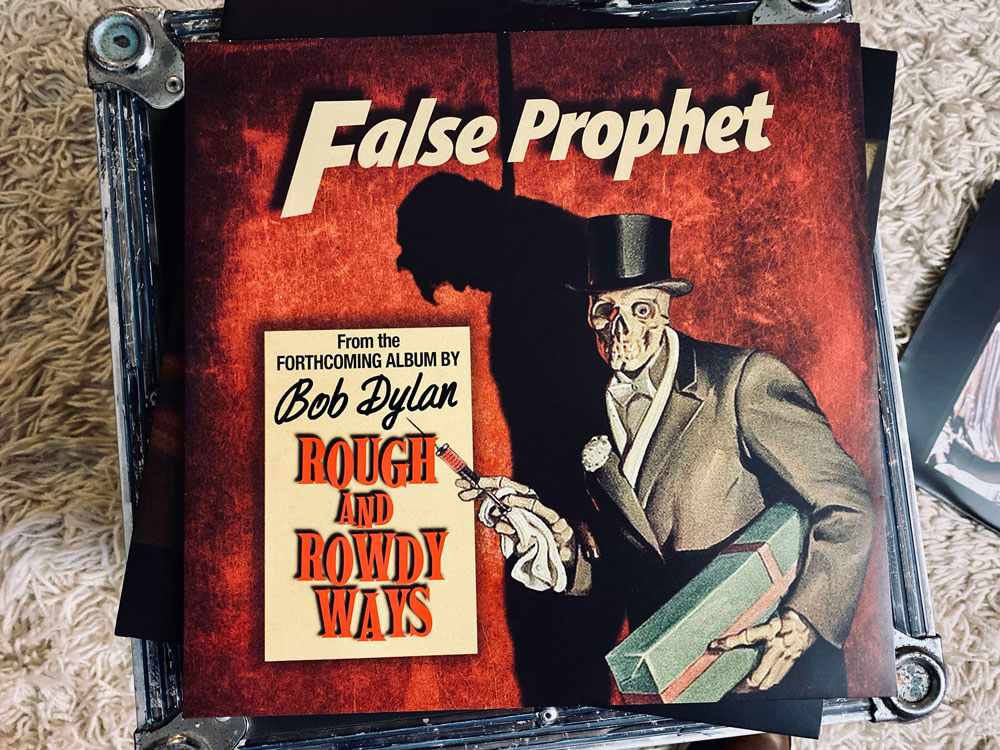 False Prophet
From the
FORTHCOMING ALBUM BY
Bob Dylan
ROUGH
AND
ROWDY
WAYS